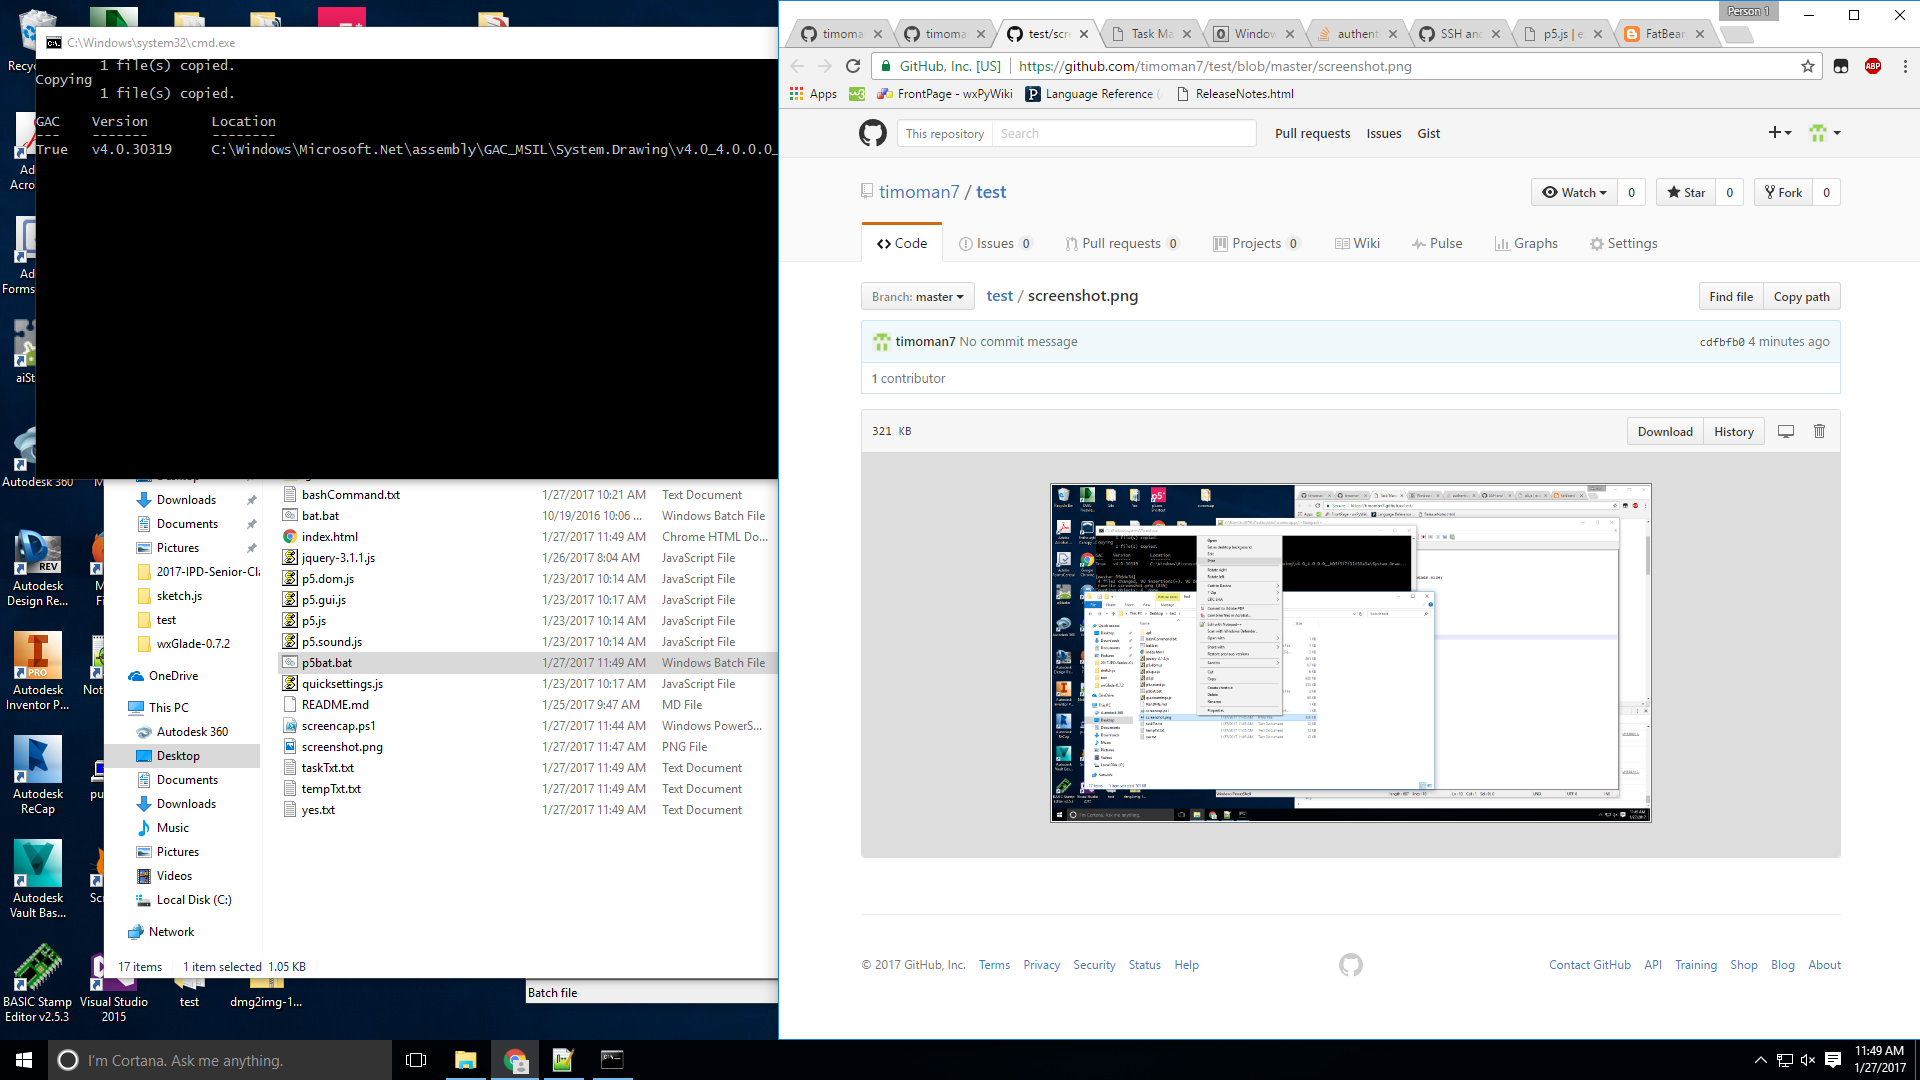 Person 1
C:\Windows\system32\cmd.exe
1 file(s) copied.
Copying
1 file(s) copied.
GAC Version Location
--- ------- --------
True v4.0.30319 C:\Windows\Microsoft.Net\assembly\GAC_MSIL\System.Drawing\v4.0_4.0.0.0_
timoma
timoma
test/scre
Task Ma
Window
authent
SSH and
p5.js | e
FatBear
GitHub, Inc. [US] https://github.com/timoman7/test/blob/master/screenshot.png
Apps FrontPage - wxPyWiki Language Reference ReleaseNotes.html
This repository Search Pull requests Issues Gist
timoman7 / test
Watch 0 Star 0 Fork 0
Code Issues 0 Pull requests 0 Projects 0 Wiki Pulse Graphs Settings
Branch: master test / screenshot.png Find file Copy path
timoman7 No commit message cdfbfb0 4 minutes ago
1 contributor
321 KB Download History
© 2017 GitHub, Inc. Terms Privacy Security Status Help
Contact GitHub API Training Shop Blog About
Recyc
Ad
Acro
Ad
Forms
aiSt
Autodesk 360
Autodesk
Design Re...
Autodesk
Inventor P...
Autodesk
ReCap
Autodesk
Vault Bas...
BASIC Stamp
Editor v2.5.3
Visual Studio
2015
test
dmg2img-1...
Downloads
Documents
Pictures
2017-IPD-Senior-Cla
sketch.js
test
wxGlade-0.7.2
OneDrive
This PC
Autodesk 360
Desktop
Documents
Downloads
Music
Pictures
Videos
Local Disk (C:)
Network
bashCommand.txt 1/27/2017 10:21 AM Text Document
bat.bat 10/19/2016 10:06 ... Windows Batch File
index.html 1/27/2017 11:49 AM Chrome HTML Do...
jquery-3.1.1.js 1/26/2017 8:04 AM JavaScript File
p5.dom.js 1/23/2017 10:14 AM JavaScript File
p5.gui.js 1/23/2017 10:17 AM JavaScript File
p5.js 1/23/2017 10:14 AM JavaScript File
p5.sound.js 1/23/2017 10:14 AM JavaScript File
p5bat.bat 1/27/2017 11:49 AM Windows Batch File
quicksettings.js 1/23/2017 10:17 AM JavaScript File
README.md 1/25/2017 9:47 AM MD File
screencap.ps1 1/27/2017 11:44 AM Windows PowerS...
screenshot.png 1/27/2017 11:47 AM PNG File
taskTxt.txt 1/27/2017 11:49 AM Text Document
tempTxt.txt 1/27/2017 11:49 AM Text Document
yes.txt 1/27/2017 11:49 AM Text Document
17 items 1 item selected 1.05 KB
Batch file
I'm Cortana. Ask me anything.
11:49 AM
1/27/2017